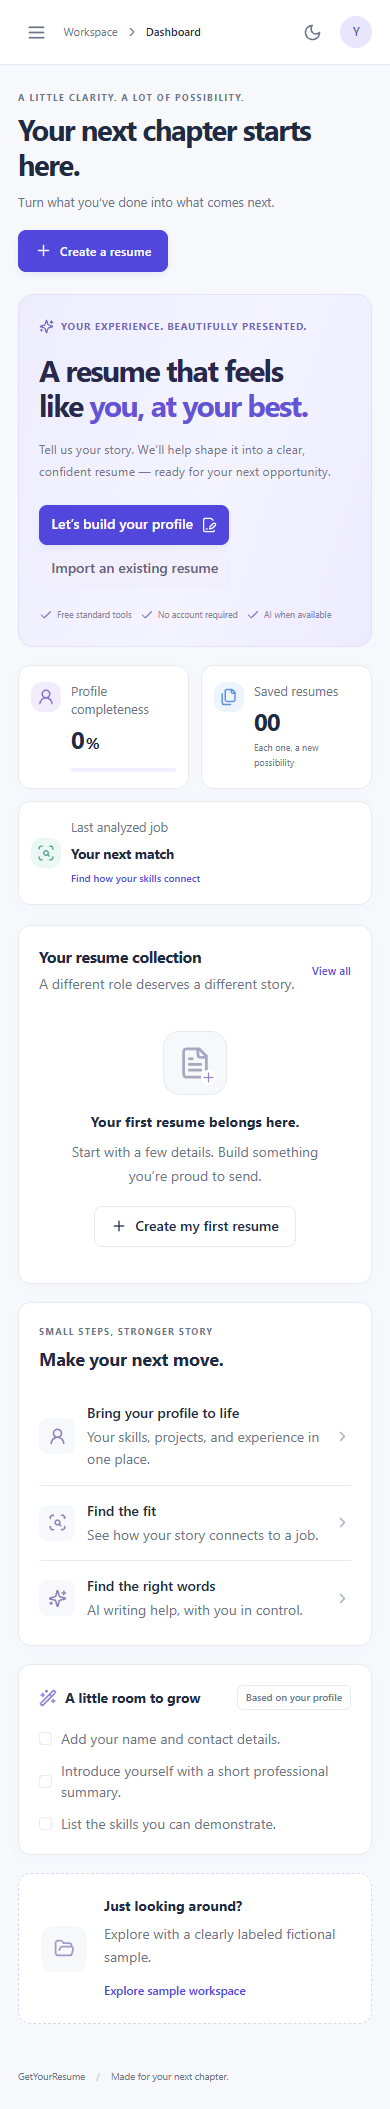 Workspace > Dashboard
Y
A LITTLE CLARITY. A LOT OF POSSIBILITY.
Your next chapter starts
here.
Turn what you've done into what comes next.
+ Create a resume
YOUR EXPERIENCE. BEAUTIFULLY PRESENTED.
A resume that feels
like you, at your best.
Tell us your story. We'll help shape it into a clear,
confident resume — ready for your next opportunity.
Let's build your profile
Import an existing resume
Free standard tools
No account required
AI when available
Profile
completeness
0%
Saved resumes
00
Each one, a new
possibility
Last analyzed job
Your next match
Find how your skills connect
Your resume collection
A different role deserves a different story.
View all
Your first resume belongs here.
Start with a few details. Build something
you're proud to send.
+ Create my first resume
SMALL STEPS, STRONGER STORY
Make your next move.
Bring your profile to life
Your skills, projects, and experience in
one place.
Find the fit
See how your story connects to a job.
Find the right words
AI writing help, with you in control.
A little room to grow
Based on your profile
Add your name and contact details.
Introduce yourself with a short professional
summary.
List the skills you can demonstrate.
Just looking around?
Explore with a clearly labeled fictional
sample.
Explore sample workspace
GetYourResume / Made for your next chapter.